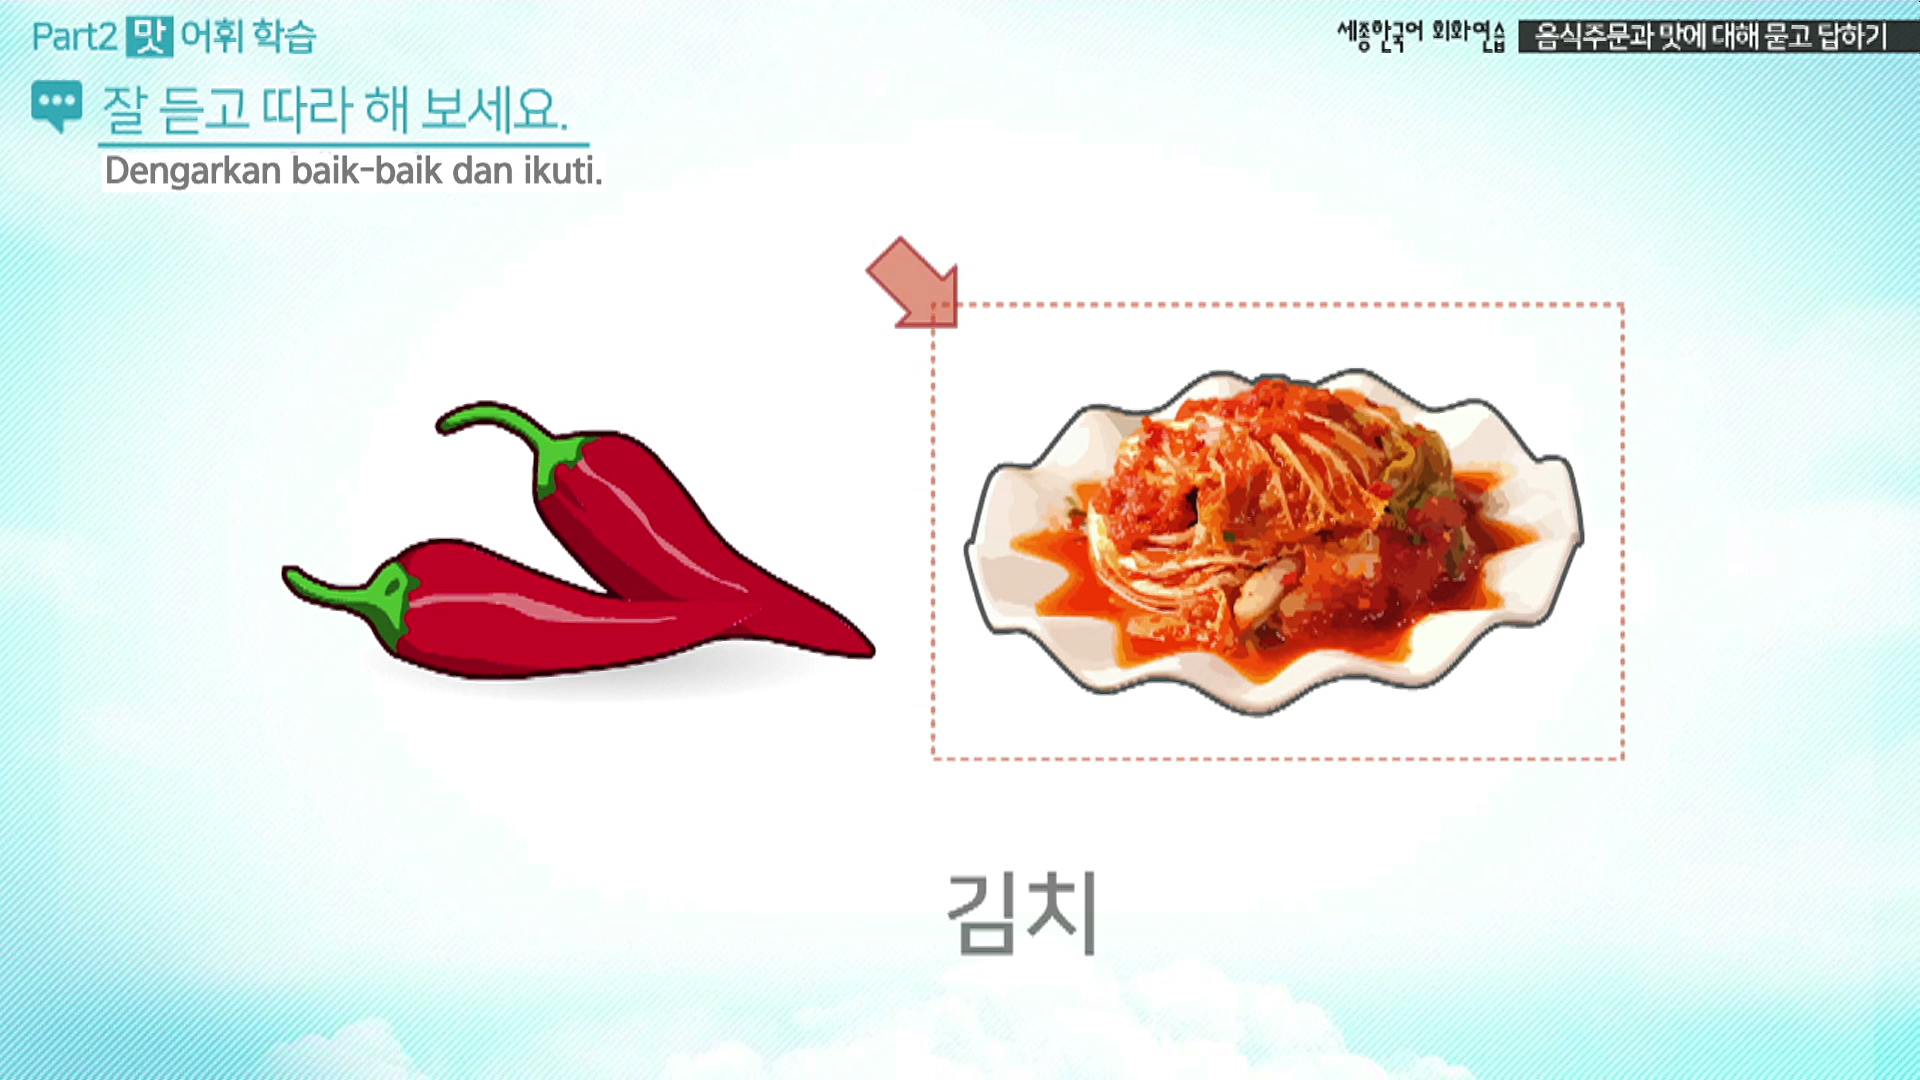 Part2 맛 어휘 학습
세종한국어 회화연습 음식주문과 맛에 대해 묻고 답하기
잘 듣고 따라 해 보세요.
Dengarkan baik-baik dan ikuti.
김치